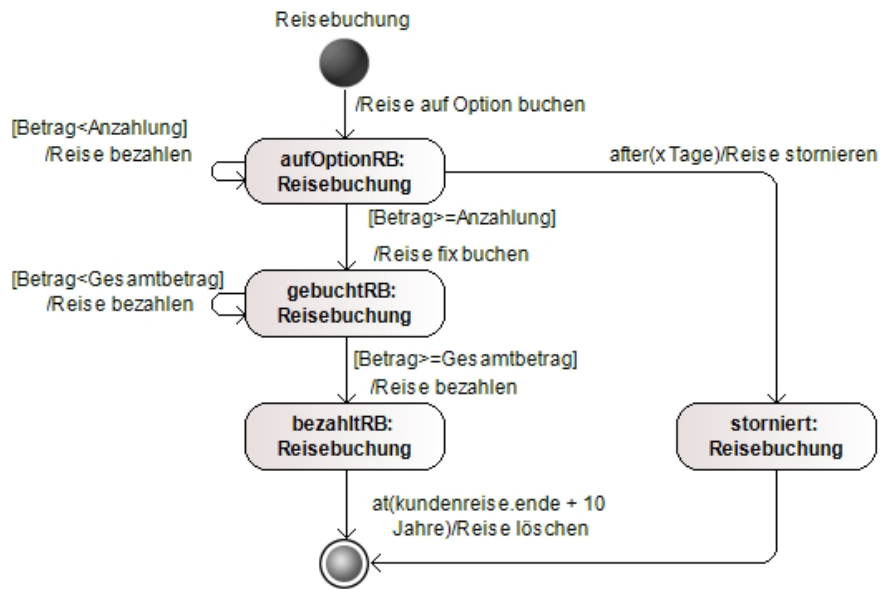 Reisebuchung
/Reise auf Option buchen
[Betrag<Anzahlung]
/Reise bezahlen
aufOptionRB:
Reisebuchung
after(x Tage)/Reise stornieren
[Betrag>=Anzahlung]
/Reise fix buchen
[Betrag<Gesamtbetrag]
/Reise bezahlen
gebuchtRB:
Reisebuchung
[Betrag>=Gesamtbetrag]
/Reise bezahlen
bezahltRB:
Reisebuchung
storniert:
Reisebuchung
at(kundenreise.ende + 10
Jahre)/Reise löschen